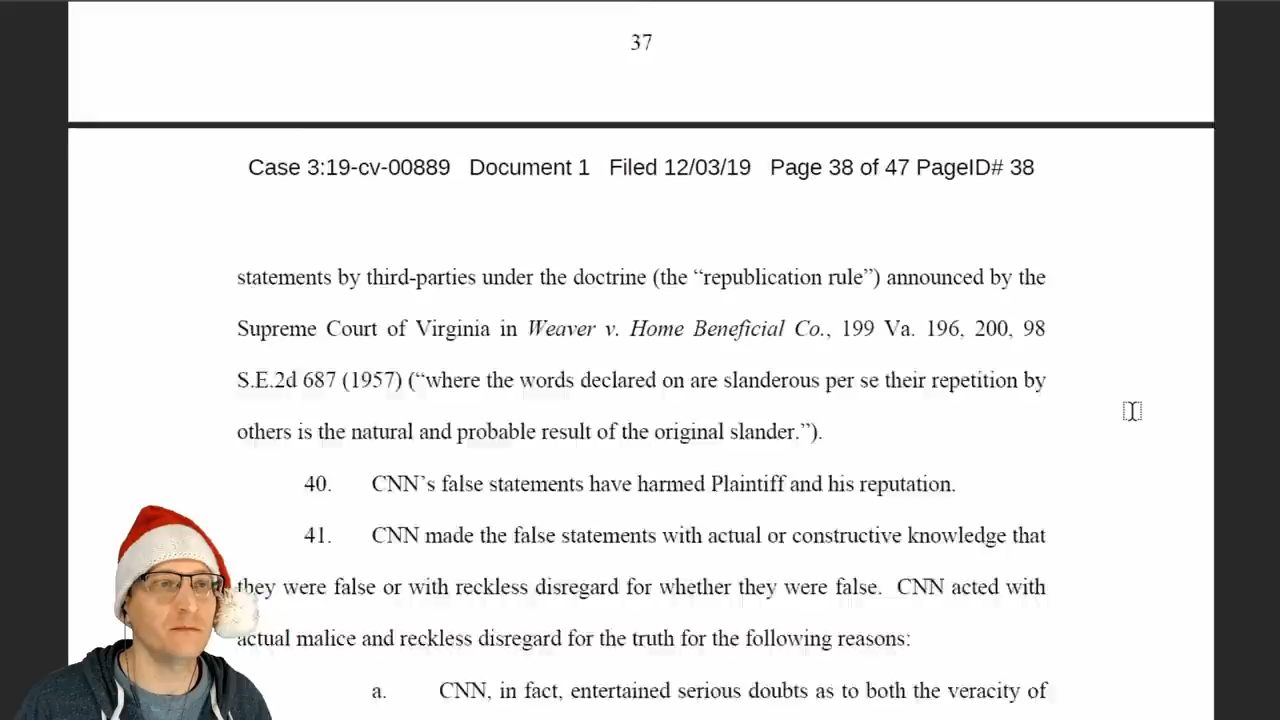 37
Case 3:19-cv-00889 Document 1 Filed 12/03/19 Page 38 of 47 PageID# 38
statements by third-parties under the doctrine (the “republication rule”) announced by the
Supreme Court of Virginia in Weaver v. Home Beneficial Co., 199 Va. 196, 200, 98
S.E.2d 687 (1957) (“where the words declared on are slanderous per se their repetition by
others is the natural and probable result of the original slander.”).
40. CNN’s false statements have harmed Plaintiff and his reputation.
41. CNN made the false statements with actual or constructive knowledge that
they were false or with reckless disregard for whether they were false. CNN acted with
actual malice and reckless disregard for the truth for the following reasons:
a. CNN, in fact, entertained serious doubts as to both the veracity of